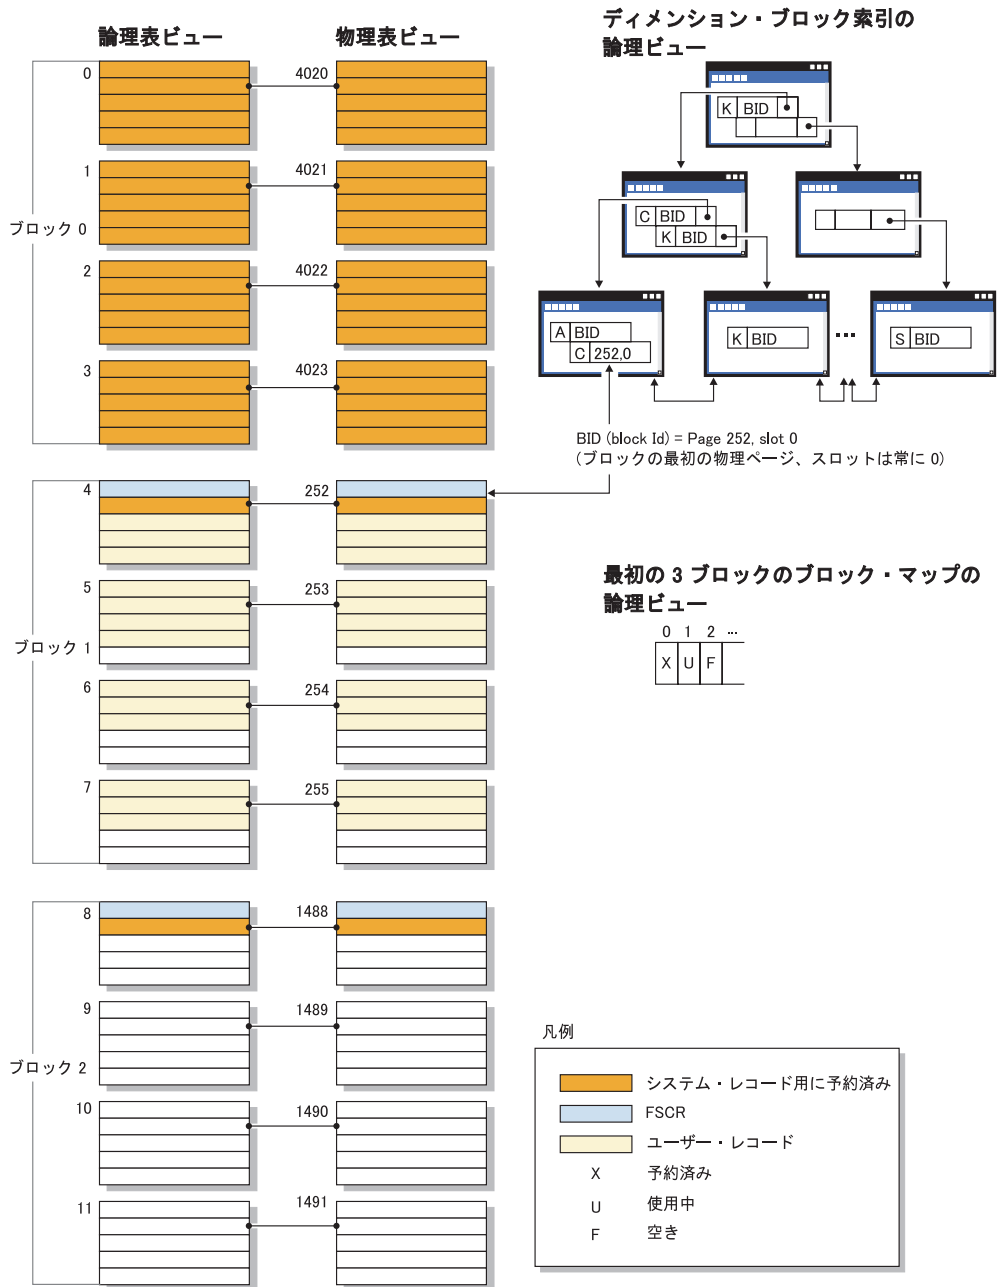 論理表ビュー
物理表ビュー
0
4020
1
4021
ブロック 0
2
4022
3
4023
4
252
5
253
ブロック 1
6
254
7
255
8
1488
9
1489
ブロック 2
10
1490
11
1491
ディメンション・ブロック索引の
論理ビュー
K BID
C BID
K BID
A BID
C 252,0
K BID
...
S BID
BID (block Id) = Page 252, slot 0
(ブロックの最初の物理ページ、スロットは常に 0)
最初の 3 ブロックのブロック・マップの
論理ビュー
0 1 2 ...
X U F
凡例
システム・レコード用に予約済み
FSCR
ユーザー・レコード
X 予約済み
U 使用中
F 空き